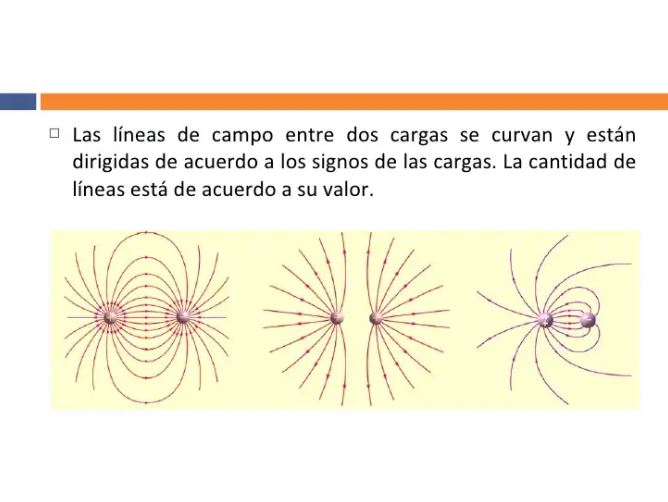 Las líneas de campo entre dos cargas se curvan y están
dirigidas de acuerdo a los signos de las cargas. La cantidad de
líneas está de acuerdo a su valor.